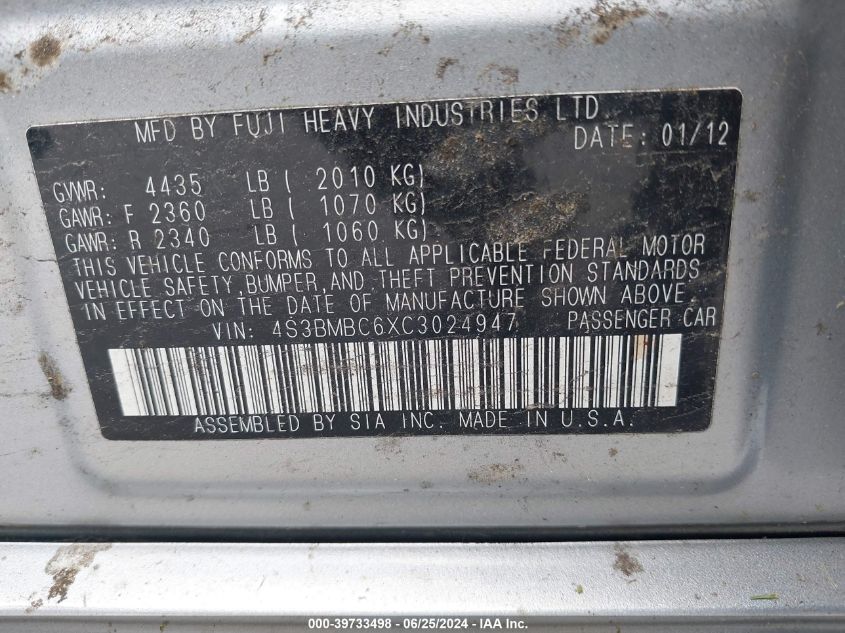 MFD BY FUJI HEAVY INDUSTRIES LTD.
DATE: 01/12
GVWR: 4435 LB ( 2010 KG)
GAWR: F 2360 LB ( 1070 KG)
GAWR: R 2340 LB ( 1060 KG)
THIS VEHICLE CONFORMS TO ALL APPLICABLE FEDERAL MOTOR
VEHICLE SAFETY, BUMPER, AND THEFT PREVENTION STANDARDS
IN EFFECT ON THE DATE OF MANUFACTURE SHOWN ABOVE.
VIN: 4S3BMBC6XC3024947 PASSENGER CAR
ASSEMBLED BY SIA INC. MADE IN U.S.A.
000-39733498 - 06/25/2024 - IAA Inc.